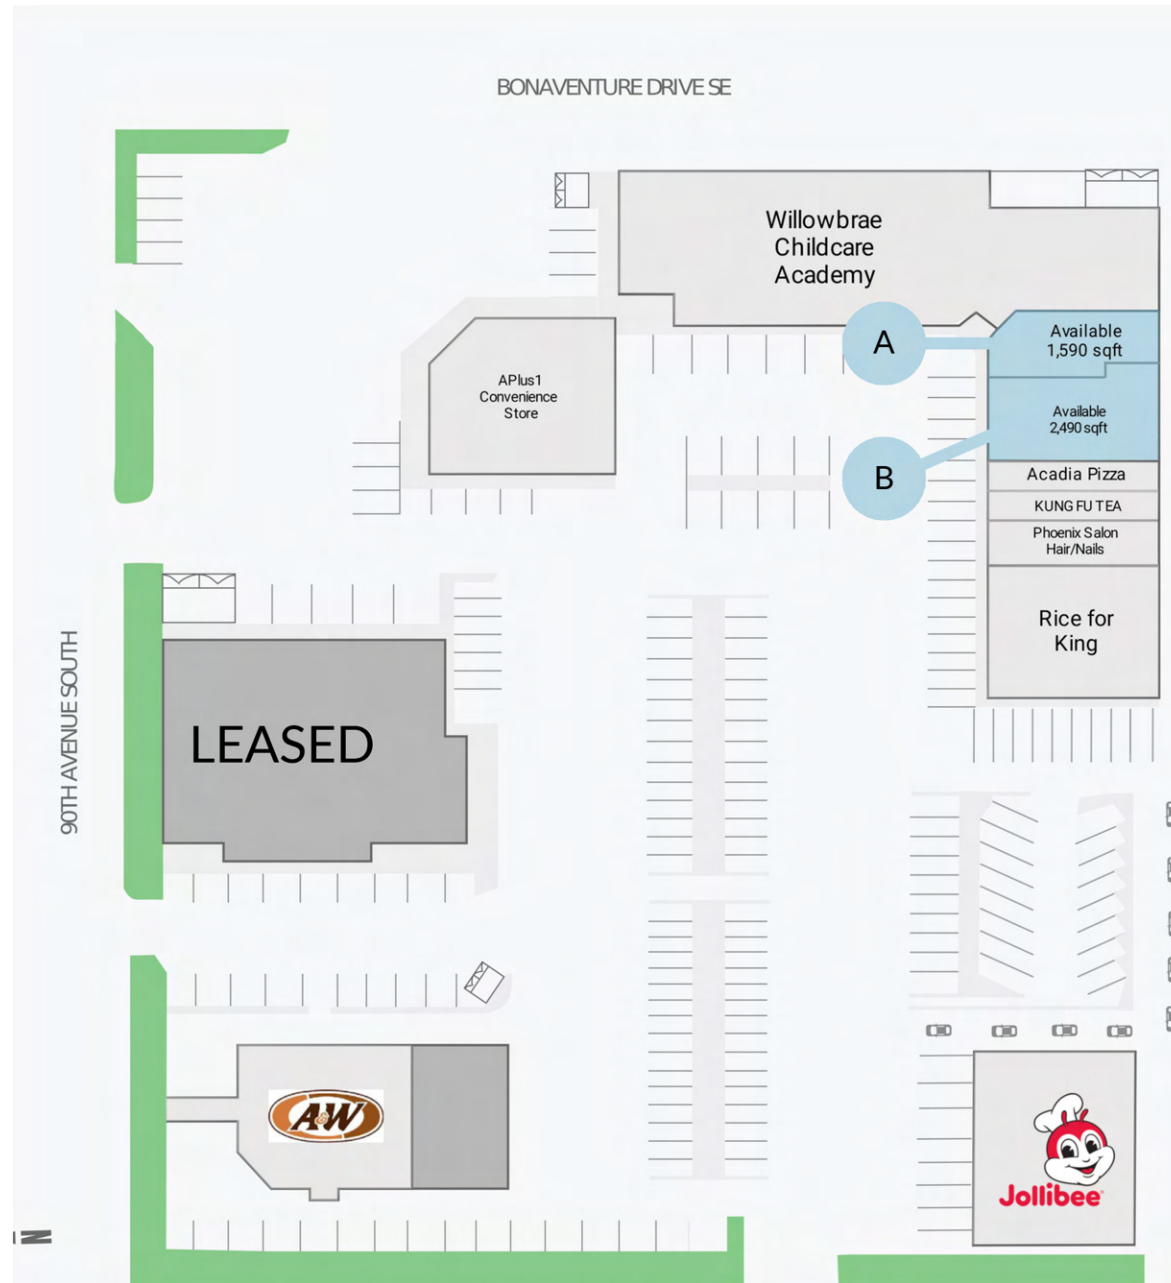 BONAVENTURE DRIVE SE
Willowbrae
Childcare
Academy
A
Available
1,590 sqft
APlus1
Convenience
Store
Available
2,490 sqft
B
Acadia Pizza
KUNG FU TEA
Phoenix Salon
Hair/Nails
Rice for
King
90TH AVENUE SOUTH
LEASED
A&W
Jollibee
N